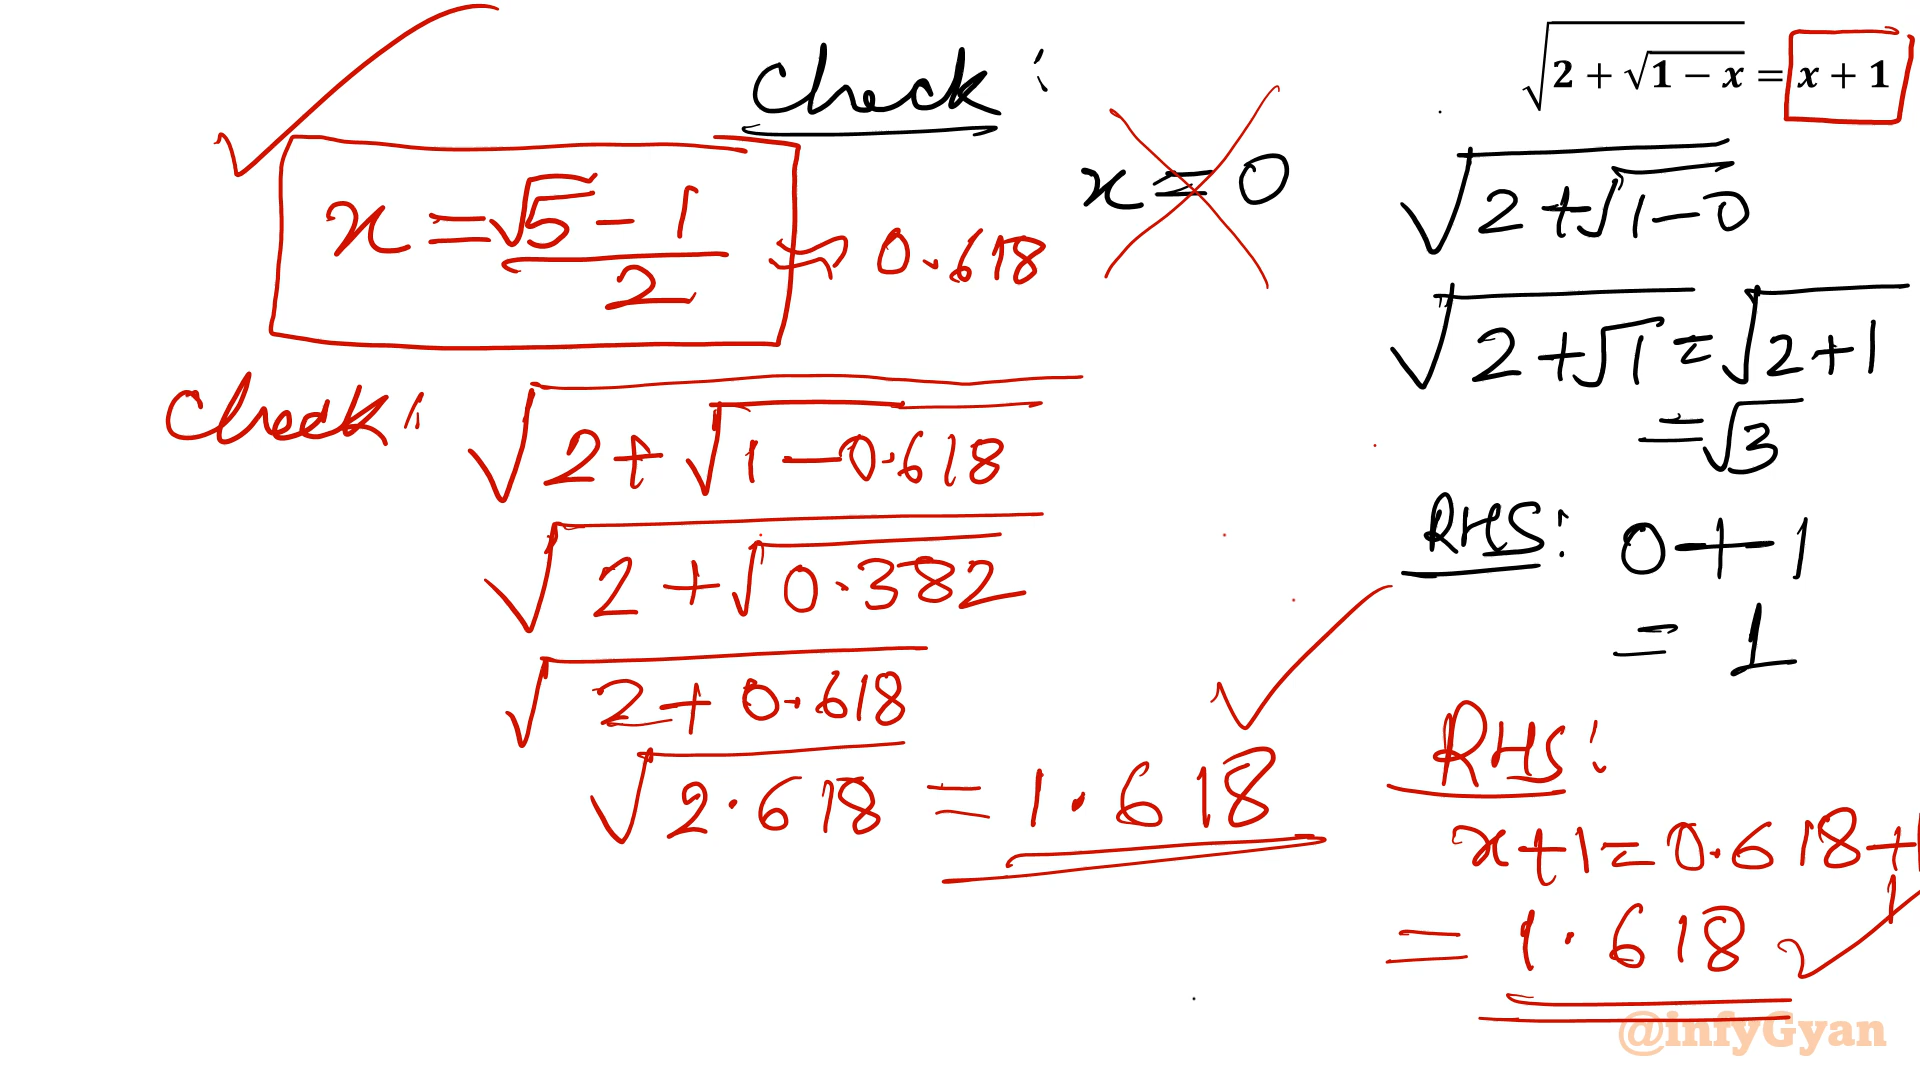 √(2 + √(1 − x)) = x + 1
check :
x = 0
√(2 + √(1 − 0))
√(2 + √1) = √(2 + 1)
= √3
RHS : 0 + 1
= 1
x = (√5 − 1)/2 ≈ 0.618
check :
√(2 + √(1 − 0.618))
√(2 + √(0.382))
√(2 + 0.618)
√(2.618) = 1.618
RHS :
x + 1 = 0.618 + 1
= 1.618
@infyGyan